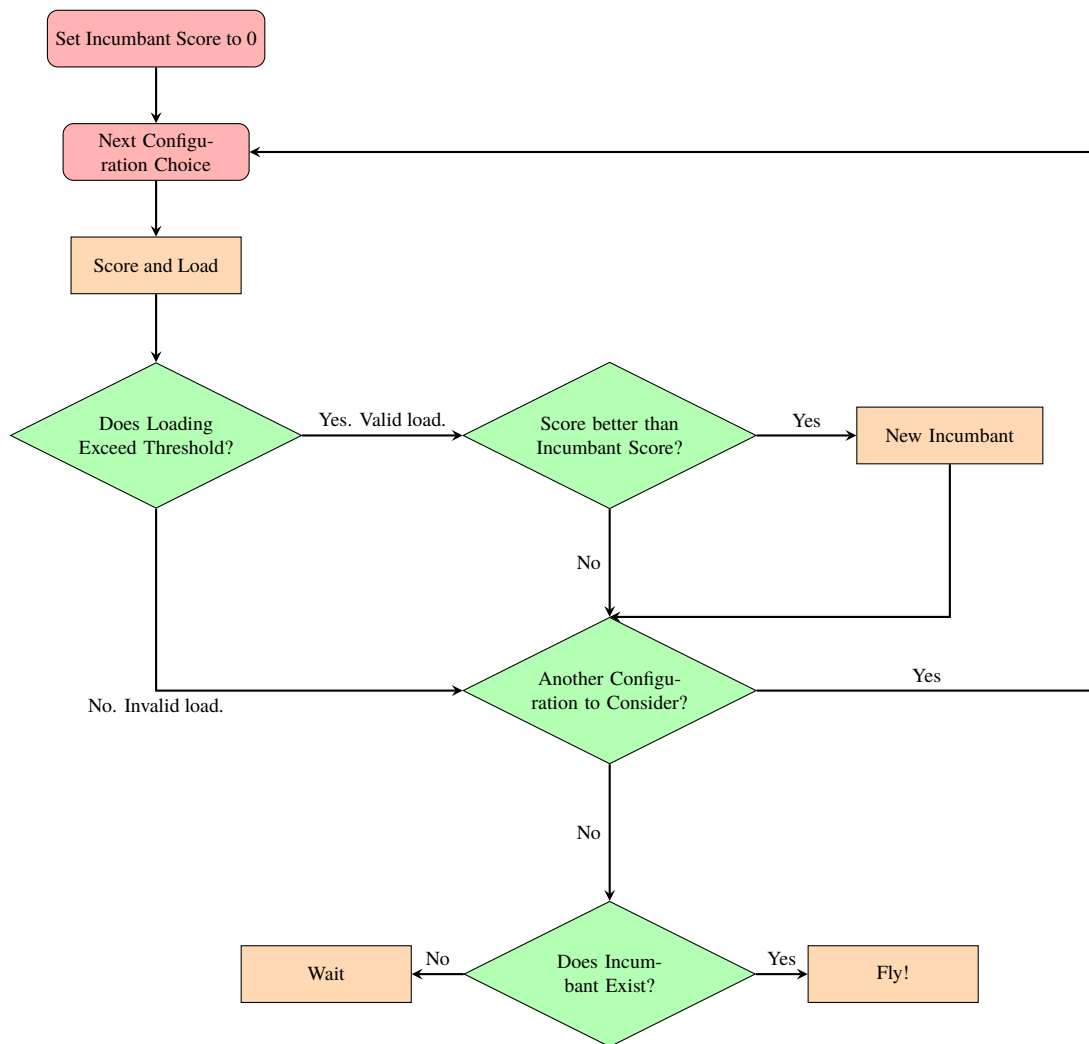 Set Incumbant Score to 0
Next Configu-
ration Choice
Score and Load
Does Loading
Exceed Threshold?
Yes. Valid load.
Score better than
Incumbant Score?
Yes
New Incumbant
No
No. Invalid load.
Another Configu-
ration to Consider?
Yes
No
Wait
No
Does Incum-
bant Exist?
Yes
Fly!